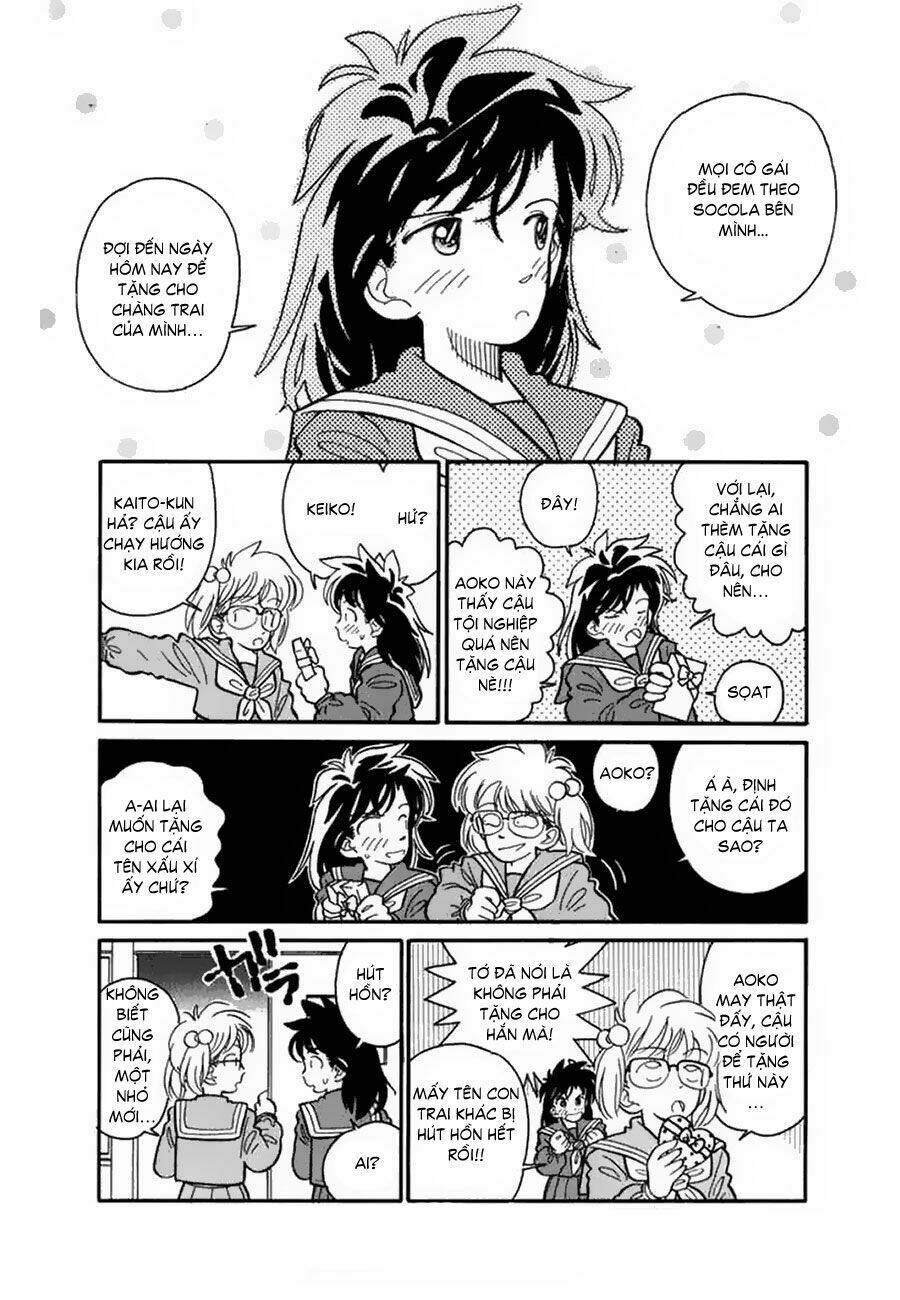 MỌI CÔ GÁI
ĐỀU ĐEM THEO
SOCOLA BÊN
MÌNH...
ĐỢI ĐẾN NGÀY
HÔM NAY ĐỂ
TẶNG CHO
CHÀNG TRAI
CỦA MÌNH...
VỚI LẠI,
CHẲNG AI
THÈM TẶNG
CẬU CÁI GÌ
ĐÂU, CHO
NÊN...
SOẠT
ĐÂY!
AOKO NÀY
THẤY CẬU
TỘI NGHIỆP
QUÁ NÊN
TẶNG CẬU
NÈ!!!
HỬ?
KEIKO!
KAITO-KUN
HẢ? CẬU ẤY
CHẠY HƯỚNG
KIA RỒI!
Á À, ĐỊNH
TẶNG CÁI ĐÓ
CHO CẬU TA
SAO?
AOKO?
A-AI LẠI
MUỐN TẶNG
CHO CÁI
TÊN XẤU XÍ
ẤY CHỨ?
AOKO
MAY THẬT
ĐẤY, CẬU
CÓ NGƯỜI
ĐỂ TẶNG
THỨ NÀY
...
TỚ ĐÃ NÓI LÀ
KHÔNG PHẢI
TẶNG CHO
HẮN MÀ!
MẤY TÊN CON
TRAI KHÁC BỊ
HÚT HỒN HẾT
RỒI!!
HÚT
HỒN?
ガラ
KHÔNG
BIẾT
CŨNG
PHẢI,
MỘT
NHỎ
MỚI...
AI?